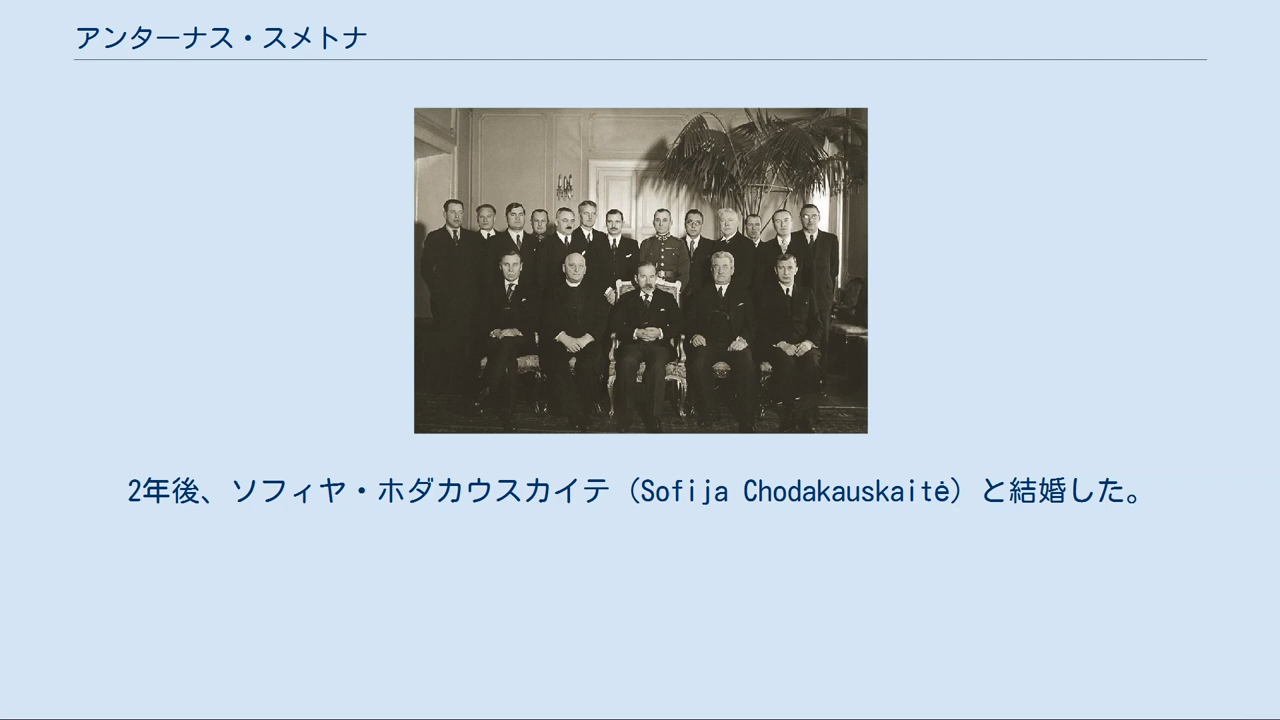 アンターナス・スメトナ
2年後、ソフィヤ・ホダカウスカイテ（Sofija Chodakauskaitė）と結婚した。